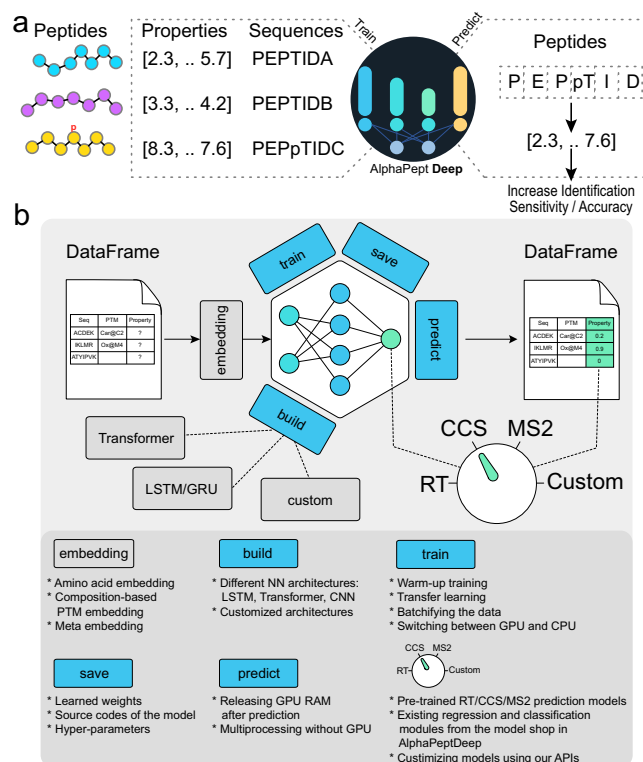 a
Peptides Properties Sequences
[2.3, .. 5.7] PEPTIDA
[3.3, .. 4.2] PEPTIDB
p
[8.3, .. 7.6] PEPpTIDC
Train
Predict
AlphaPept Deep
Peptides
P E P pT I D
[2.3, .. 7.6]
Increase Identification
Sensitivity / Accuracy
b
DataFrame
Seq PTM Property
ACDEK Car@C2 ?
IKLMR Ox@M4 ?
ATYIPVK ?
embedding
train
save
predict
build
Transformer
LSTM/GRU
custom
DataFrame
Seq PTM Property
ACDEK Car@C2 0.2
IKLMR Ox@M4 0.9
ATYIPVK 0
CCS MS2
RT Custom
embedding
* Amino acid embedding
* Composition-based
PTM embedding
* Meta embedding
build
* Different NN architectures:
LSTM, Transformer, CNN
* Customized architectures
train
* Warm-up training
* Transfer learning
* Batchifying the data
* Switching between GPU and CPU
save
* Learned weights
* Source codes of the model
* Hyper-parameters
predict
* Releasing GPU RAM
after prediction
* Multiprocessing without GPU
CCS MS2
RT Custom
* Pre-trained RT/CCS/MS2 prediction models
* Existing regression and classification
modules from the model shop in
AlphaPeptDeep
* Custimizing models using our APIs